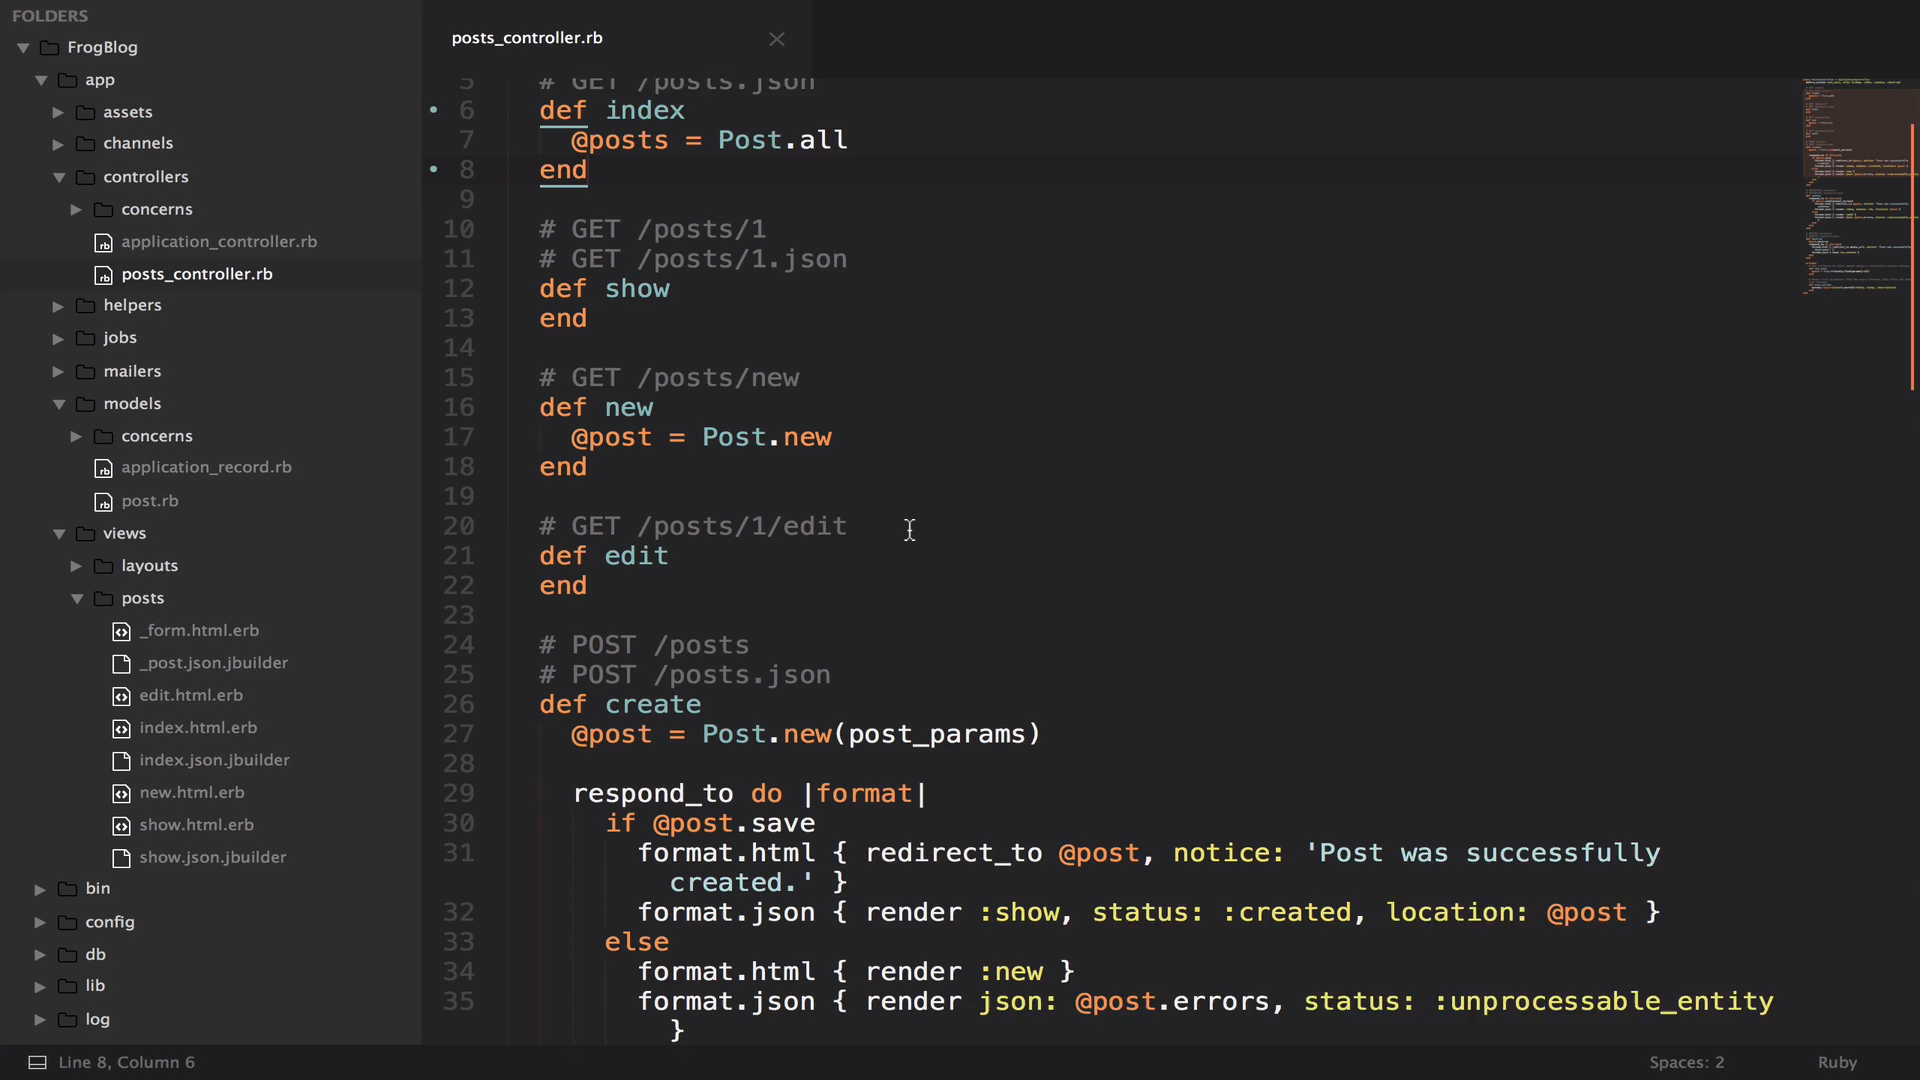 FOLDERS
FrogBlog
app
assets
channels
controllers
concerns
application_controller.rb
posts_controller.rb
helpers
jobs
mailers
models
concerns
application_record.rb
post.rb
views
layouts
posts
_form.html.erb
_post.json.jbuilder
edit.html.erb
index.html.erb
index.json.jbuilder
new.html.erb
show.html.erb
show.json.jbuilder
bin
config
db
lib
log
posts_controller.rb
5 # GET /posts.json
6 def index
7 @posts = Post.all
8 end
9
10 # GET /posts/1
11 # GET /posts/1.json
12 def show
13 end
14
15 # GET /posts/new
16 def new
17 @post = Post.new
18 end
19
20 # GET /posts/1/edit
21 def edit
22 end
23
24 # POST /posts
25 # POST /posts.json
26 def create
27 @post = Post.new(post_params)
28
29 respond_to do |format|
30 if @post.save
31 format.html { redirect_to @post, notice: 'Post was successfully
created.' }
32 format.json { render :show, status: :created, location: @post }
33 else
34 format.html { render :new }
35 format.json { render json: @post.errors, status: :unprocessable_entity
}
Line 8, Column 6
Spaces: 2
Ruby